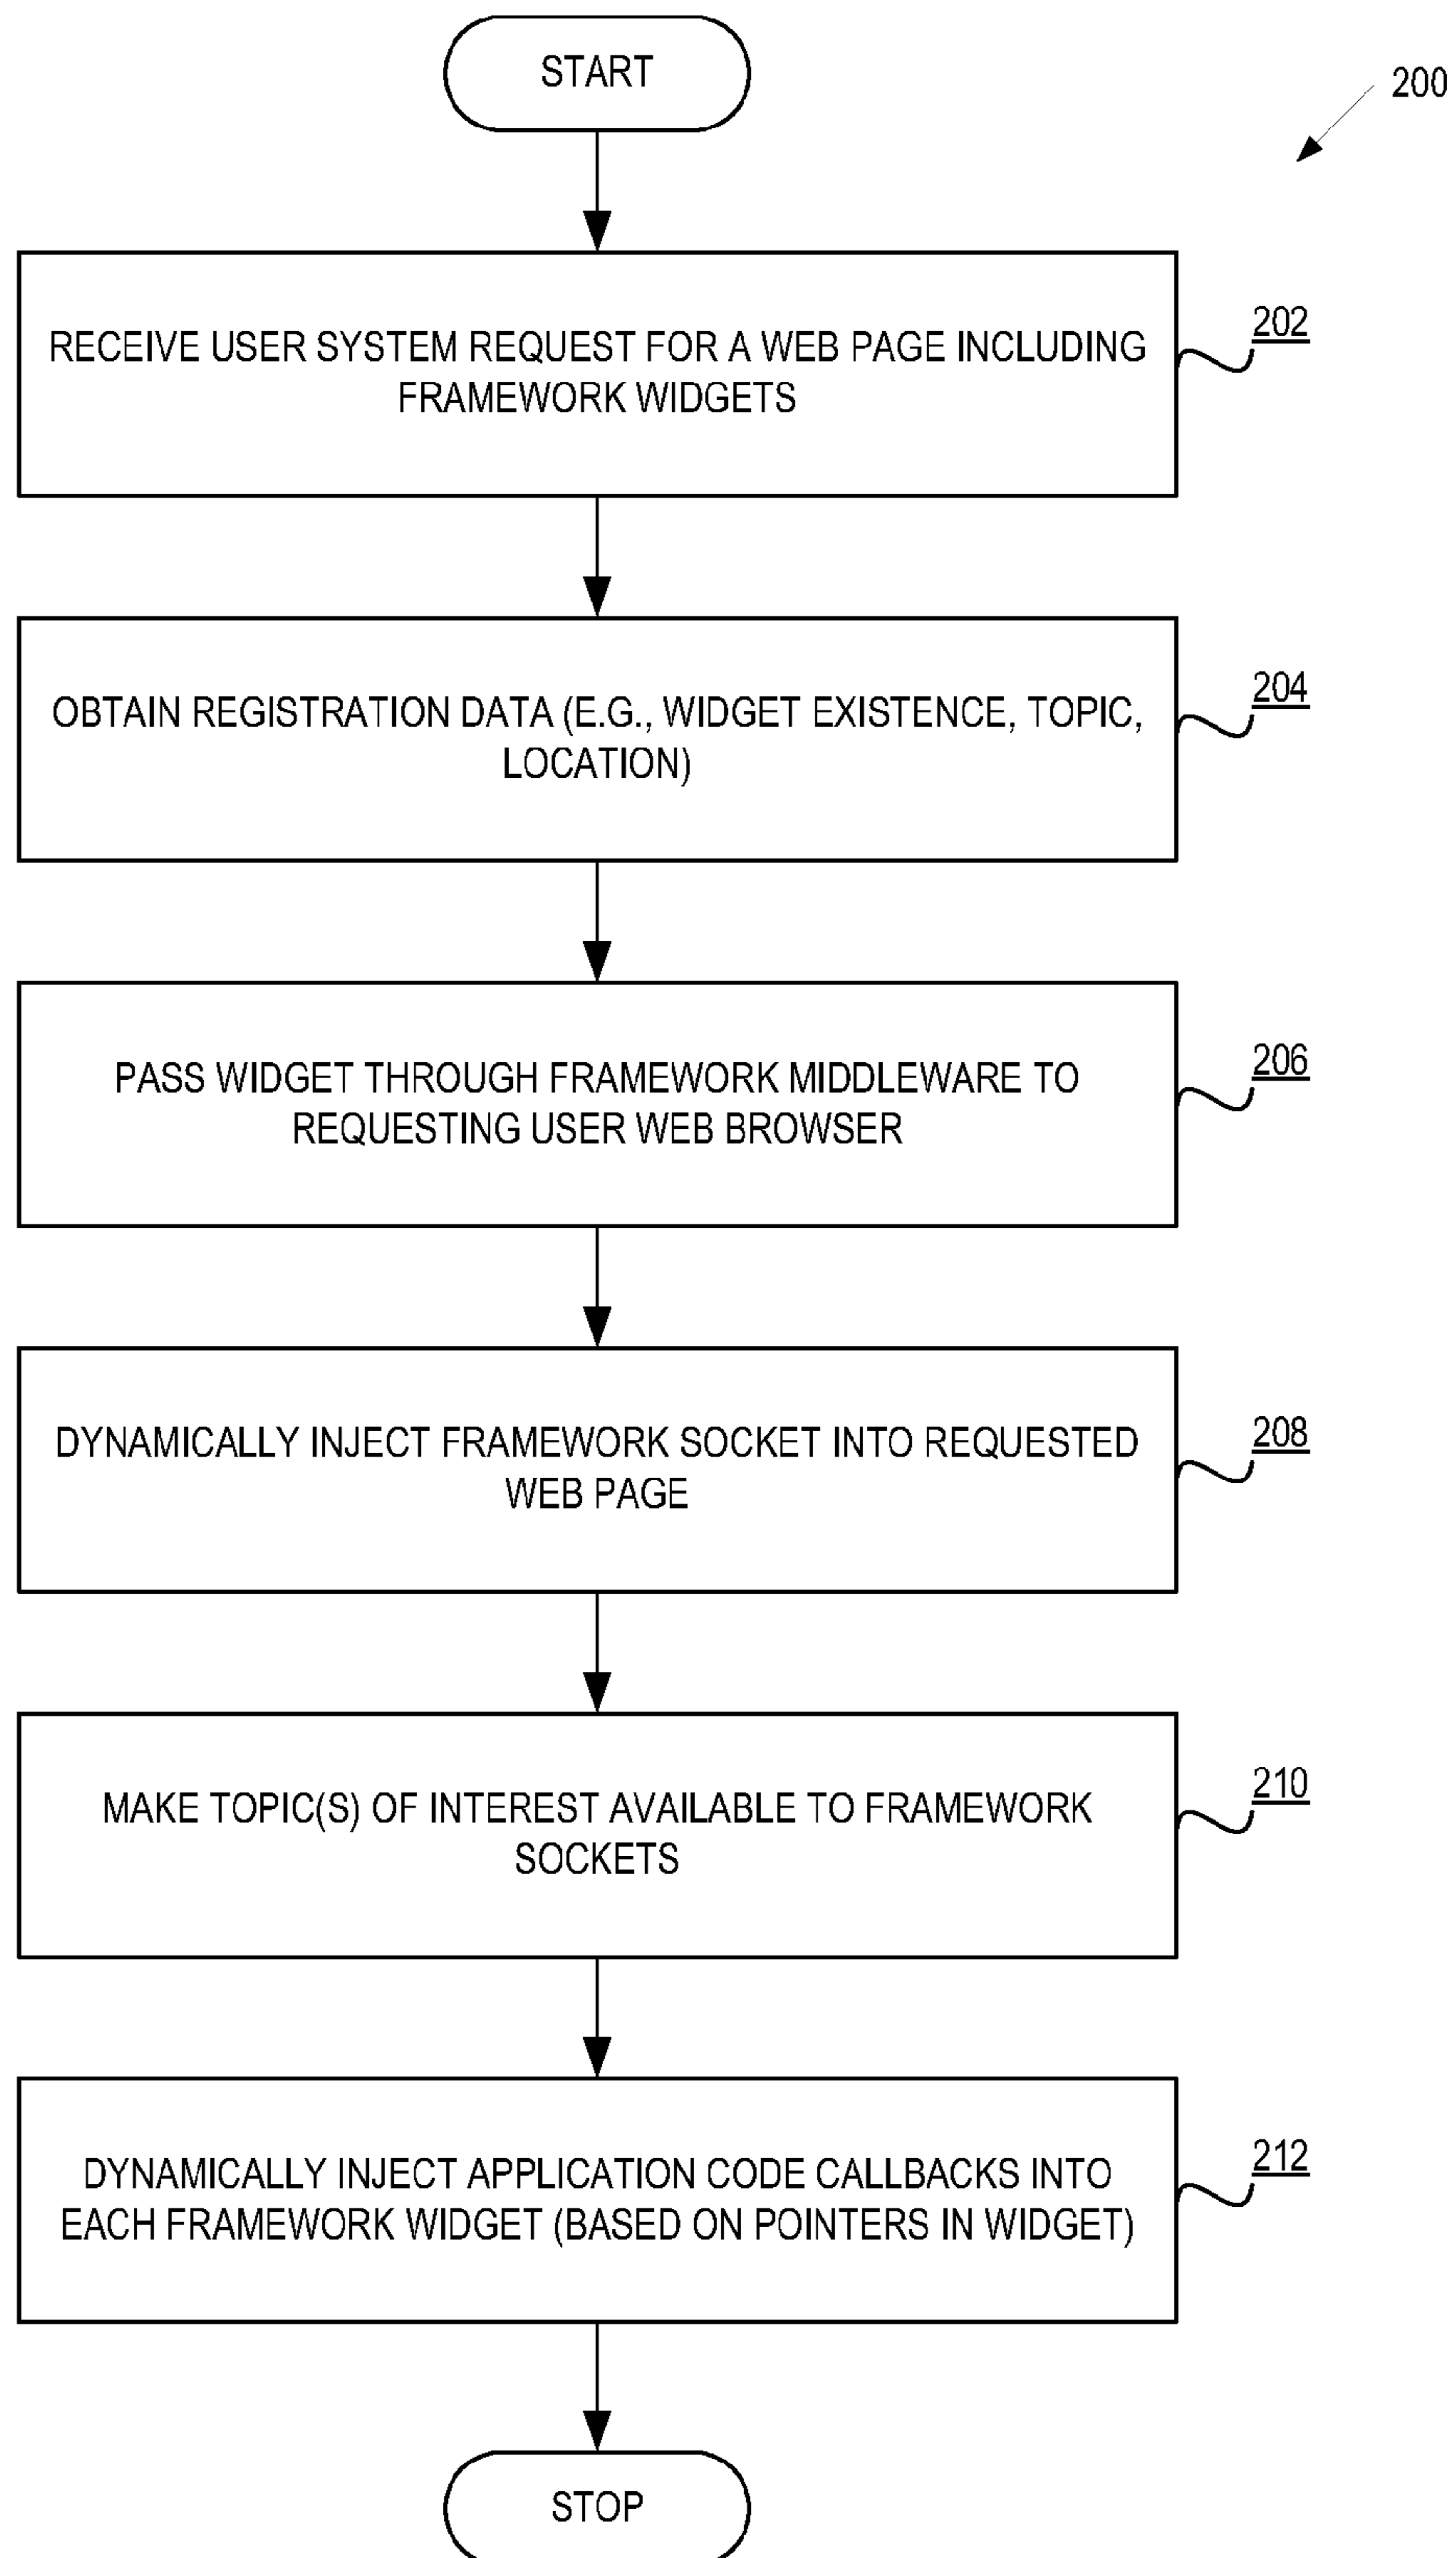 START
200
RECEIVE USER SYSTEM REQUEST FOR A WEB PAGE INCLUDING
FRAMEWORK WIDGETS
202
OBTAIN REGISTRATION DATA (E.G., WIDGET EXISTENCE, TOPIC,
LOCATION)
204
PASS WIDGET THROUGH FRAMEWORK MIDDLEWARE TO
REQUESTING USER WEB BROWSER
206
DYNAMICALLY INJECT FRAMEWORK SOCKET INTO REQUESTED
WEB PAGE
208
MAKE TOPIC(S) OF INTEREST AVAILABLE TO FRAMEWORK
SOCKETS
210
DYNAMICALLY INJECT APPLICATION CODE CALLBACKS INTO
EACH FRAMEWORK WIDGET (BASED ON POINTERS IN WIDGET)
212
STOP